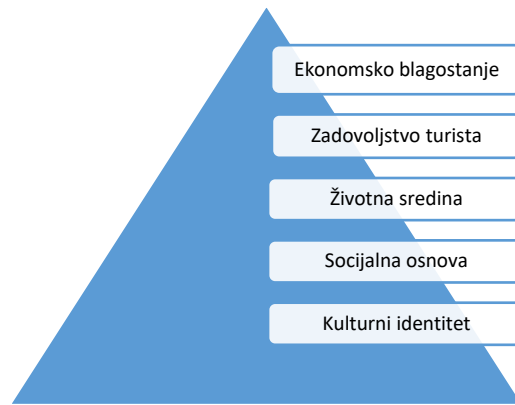 Ekonomsko blagostanje
Zadovoljstvo turista
Životna sredina
Socijalna osnova
Kulturni identitet